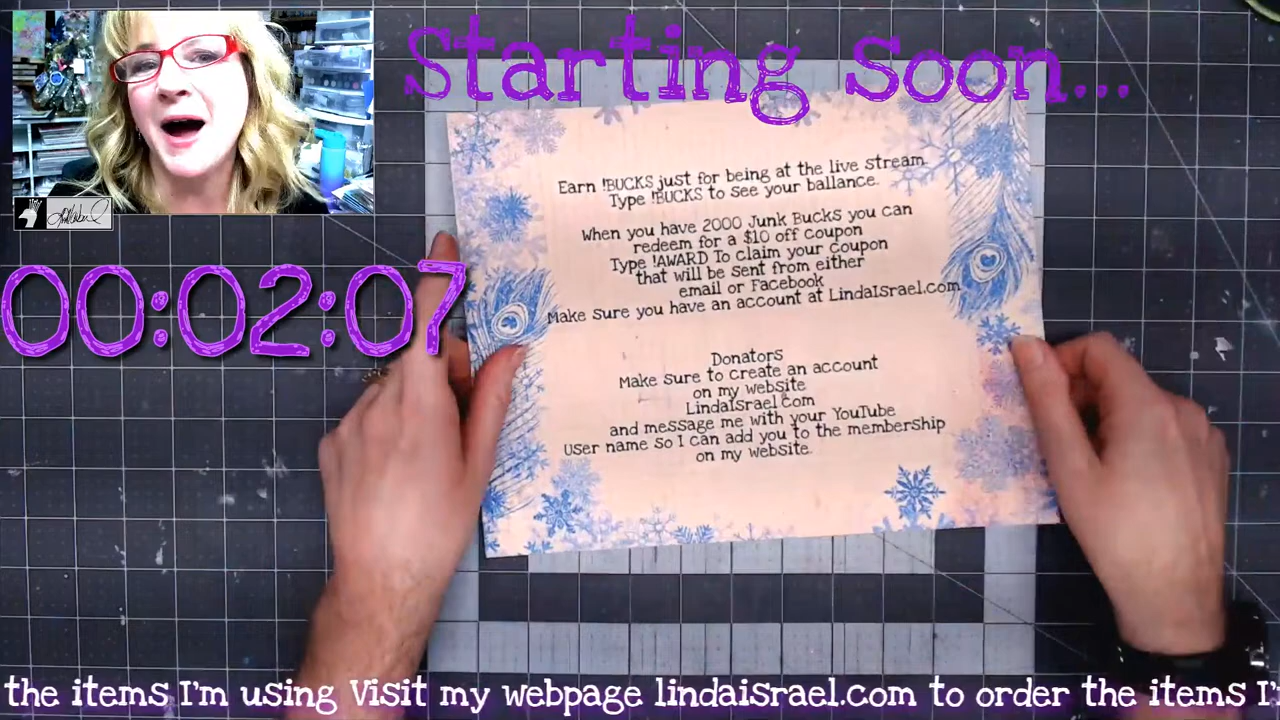 Starting Soon...
00:02:07
Earn !BUCKS just for being at the live stream.
Type !BUCKS to see your ballance.
When you have 2000 Junk Bucks you can
redeem for a $10 off coupon
Type !AWARD To claim your coupon
that will be sent from either
email or Facebook
Make sure you have an account at LindaIsrael.com
Donators
Make sure to create an account
on my website
LindaIsrael.com
and message me with your YouTube
User name so I can add you to the membership
on my website.
the items I'm using Visit my webpage lindaisrael.com to order the items I'